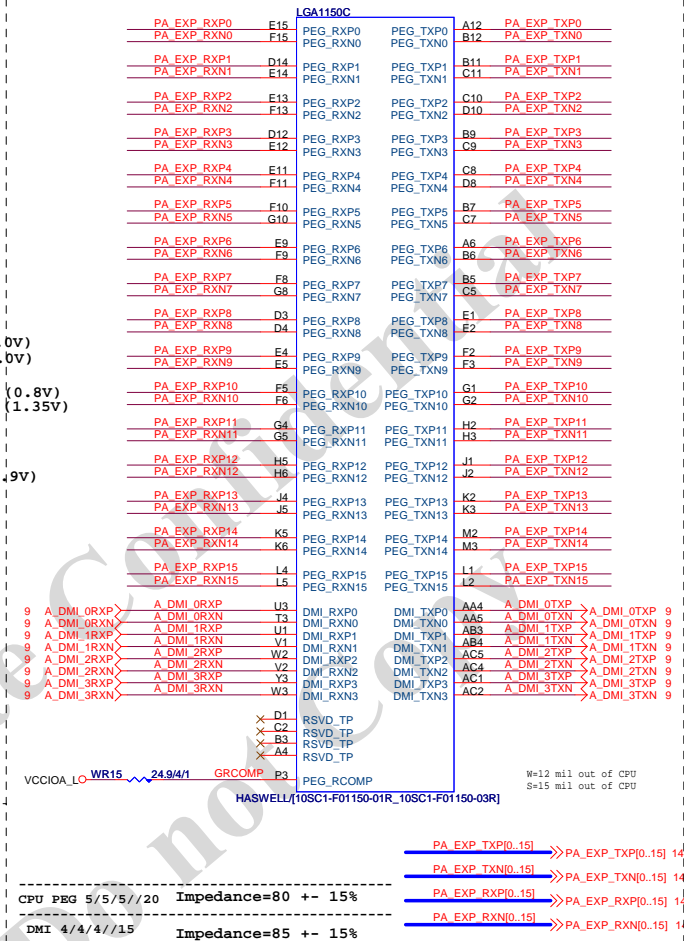 LGA1150C
PA_EXP_RXP0 E15 PEG_RXP0 PEG_TXP0 A12 PA_EXP_TXP0
PA_EXP_RXN0 F15 PEG_RXN0 PEG_TXN0 B12 PA_EXP_TXN0
PA_EXP_RXP1 D14 PEG_RXP1 PEG_TXP1 B11 PA_EXP_TXP1
PA_EXP_RXN1 E14 PEG_RXN1 PEG_TXN1 C11 PA_EXP_TXN1
PA_EXP_RXP2 E13 PEG_RXP2 PEG_TXP2 C10 PA_EXP_TXP2
PA_EXP_RXN2 F13 PEG_RXN2 PEG_TXN2 D10 PA_EXP_TXN2
PA_EXP_RXP3 D12 PEG_RXP3 PEG_TXP3 B9 PA_EXP_TXP3
PA_EXP_RXN3 E12 PEG_RXN3 PEG_TXN3 C9 PA_EXP_TXN3
PA_EXP_RXP4 E11 PEG_RXP4 PEG_TXP4 C8 PA_EXP_TXP4
PA_EXP_RXN4 F11 PEG_RXN4 PEG_TXN4 D8 PA_EXP_TXN4
PA_EXP_RXP5 F10 PEG_RXP5 PEG_TXP5 B7 PA_EXP_TXP5
PA_EXP_RXN5 G10 PEG_RXN5 PEG_TXN5 C7 PA_EXP_TXN5
PA_EXP_RXP6 E9 PEG_RXP6 PEG_TXP6 A6 PA_EXP_TXP6
PA_EXP_RXN6 F9 PEG_RXN6 PEG_TXN6 B6 PA_EXP_TXN6
PA_EXP_RXP7 F8 PEG_RXP7 PEG_TXP7 B5 PA_EXP_TXP7
PA_EXP_RXN7 G8 PEG_RXN7 PEG_TXN7 C5 PA_EXP_TXN7
PA_EXP_RXP8 D3 PEG_RXP8 PEG_TXP8 E1 PA_EXP_TXP8
PA_EXP_RXN8 D4 PEG_RXN8 PEG_TXN8 E2 PA_EXP_TXN8
.0V)
PA_EXP_RXP9 E4 PEG_RXP9 PEG_TXP9 F2 PA_EXP_TXP9
.0V)
PA_EXP_RXN9 E5 PEG_RXN9 PEG_TXN9 F3 PA_EXP_TXN9
(0.8V)
PA_EXP_RXP10 F5 PEG_RXP10 PEG_TXP10 G1 PA_EXP_TXP10
(1.35V)
PA_EXP_RXN10 F6 PEG_RXN10 PEG_TXN10 G2 PA_EXP_TXN10
PA_EXP_RXP11 G4 PEG_RXP11 PEG_TXP11 H2 PA_EXP_TXP11
PA_EXP_RXN11 G5 PEG_RXN11 PEG_TXN11 H3 PA_EXP_TXN11
PA_EXP_RXP12 H5 PEG_RXP12 PEG_TXP12 J1 PA_EXP_TXP12
PA_EXP_RXN12 H6 PEG_RXN12 PEG_TXN12 J2 PA_EXP_TXN12
.9V)
PA_EXP_RXP13 J4 PEG_RXP13 PEG_TXP13 K2 PA_EXP_TXP13
PA_EXP_RXN13 J5 PEG_RXN13 PEG_TXN13 K3 PA_EXP_TXN13
PA_EXP_RXP14 K5 PEG_RXP14 PEG_TXP14 M2 PA_EXP_TXP14
PA_EXP_RXN14 K6 PEG_RXN14 PEG_TXN14 M3 PA_EXP_TXN14
PA_EXP_RXP15 L4 PEG_RXP15 PEG_TXP15 L1 PA_EXP_TXP15
PA_EXP_RXN15 L5 PEG_RXN15 PEG_TXN15 L2 PA_EXP_TXN15
9 A_DMI_0RXP A_DMI_0RXP U3 DMI_RXP0 DMI_TXP0 AA4 A_DMI_0TXP A_DMI_0TXP 9
9 A_DMI_0RXN A_DMI_0RXN T3 DMI_RXN0 DMI_TXN0 AA5 A_DMI_0TXN A_DMI_0TXN 9
9 A_DMI_1RXP A_DMI_1RXP U1 DMI_RXP1 DMI_TXP1 AB3 A_DMI_1TXP A_DMI_1TXP 9
9 A_DMI_1RXN A_DMI_1RXN V1 DMI_RXN1 DMI_TXN1 AB4 A_DMI_1TXN A_DMI_1TXN 9
9 A_DMI_2RXP A_DMI_2RXP W2 DMI_RXP2 DMI_TXP2 AC5 A_DMI_2TXP A_DMI_2TXP 9
9 A_DMI_2RXN A_DMI_2RXN V2 DMI_RXN2 DMI_TXN2 AC4 A_DMI_2TXN A_DMI_2TXN 9
9 A_DMI_3RXP A_DMI_3RXP Y3 DMI_RXP3 DMI_TXP3 AC1 A_DMI_3TXP A_DMI_3TXP 9
9 A_DMI_3RXN A_DMI_3RXN W3 DMI_RXN3 DMI_TXN3 AC2 A_DMI_3TXN A_DMI_3TXN 9
D1 RSVD_TP
C2 RSVD_TP
B3 RSVD_TP
A4 RSVD_TP
VCCIOA_L WR15 24.9/4/1 GRCOMP P3 PEG_RCOMP
W=12 mil out of CPU
S=15 mil out of CPU
HASWELL/[10SC1-F01150-01R_10SC1-F01150-03R]
PA_EXP_TXP[0..15] PA_EXP_TXP[0..15] 14
PA_EXP_TXN[0..15] PA_EXP_TXN[0..15] 14
PA_EXP_RXP[0..15] PA_EXP_RXP[0..15] 14
PA_EXP_RXN[0..15] PA_EXP_RXN[0..15]
CPU PEG 5/5/5//20 Impedance=80 +- 15%
DMI 4/4/4//15 Impedance=85 +- 15%
Confidential
Do not Copy